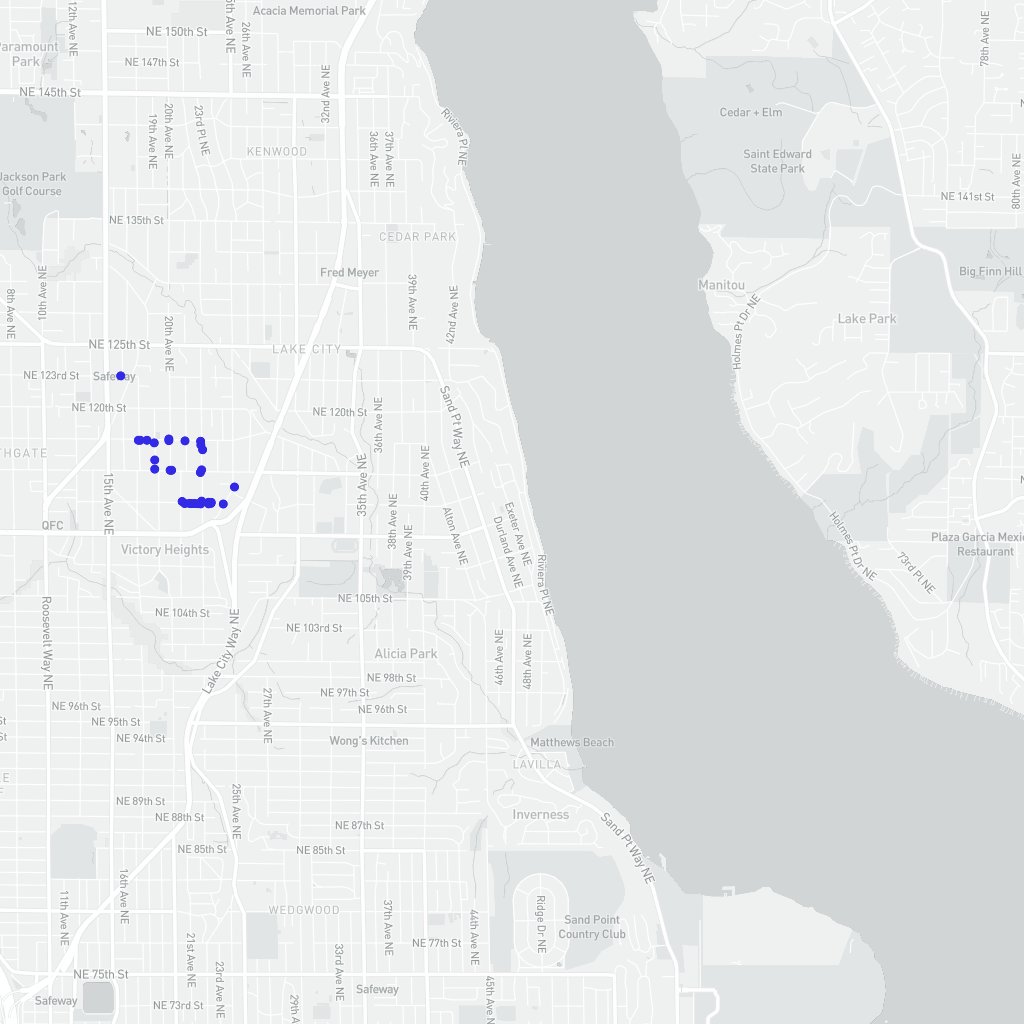 Acacia Memorial Park
12th Ave NE
26th Ave NE
NE 150th St
Paramount
Park
NE 147th St
32nd Ave NE
78th Ave NE
NE 145th St
Cedar + Elm
20th Ave NE
19th Ave NE
23rd Pl NE
Riviera Pl NE
36th Ave NE
37th Ave NE
KENWOOD
Saint Edward
State Park
80th Ave NE
Jackson Park
Golf Course
NE 141st St
NE 135th St
CEDAR PARK
Fred Meyer
Big Finn Hill
10th Ave NE
8th Ave NE
39th Ave NE
42nd Ave NE
Manitou
Lake Park
Holmes Pt Dr NE
20th Ave NE
NE 125th St
LAKE CITY
NE 123rd St
Safeway
Sand Pt Way NE
NE 120th St
NE 120th St
36th Ave NE
THGATE
15th Ave NE
35th Ave NE
40th Ave NE
38th Ave NE
39th Ave NE
Alton Ave NE
Exeter Ave NE
Durland Ave NE
Riviera Pl NE
QFC
Victory Heights
Holmes Pt Dr NE
73rd Pl NE
Plaza Garcia Mexic
Restaurant
Roosevelt Way NE
NE 105th St
NE 104th St
NE 103rd St
Lake City Way NE
Alicia Park
46th Ave NE
48th Ave NE
NE 98th St
NE 97th St
NE 96th St
NE 96th St
27th Ave NE
NE 95th St
NE 94th St
Wong's Kitchen
Matthews Beach
LAVILLA
NE 89th St
25th Ave NE
NE 88th St
NE 87th St
Inverness
NE 85th St
NE 85th St
Sand Pt Way NE
11th Ave NE
16th Ave NE
WEDGWOOD
37th Ave NE
44th Ave NE
Ridge Dr NE
Sand Point
Country Club
NE 77th St
21st Ave NE
23rd Ave NE
33rd Ave NE
NE 75th St
Safeway
Safeway
NE 73rd St
29th
45th Ave NE